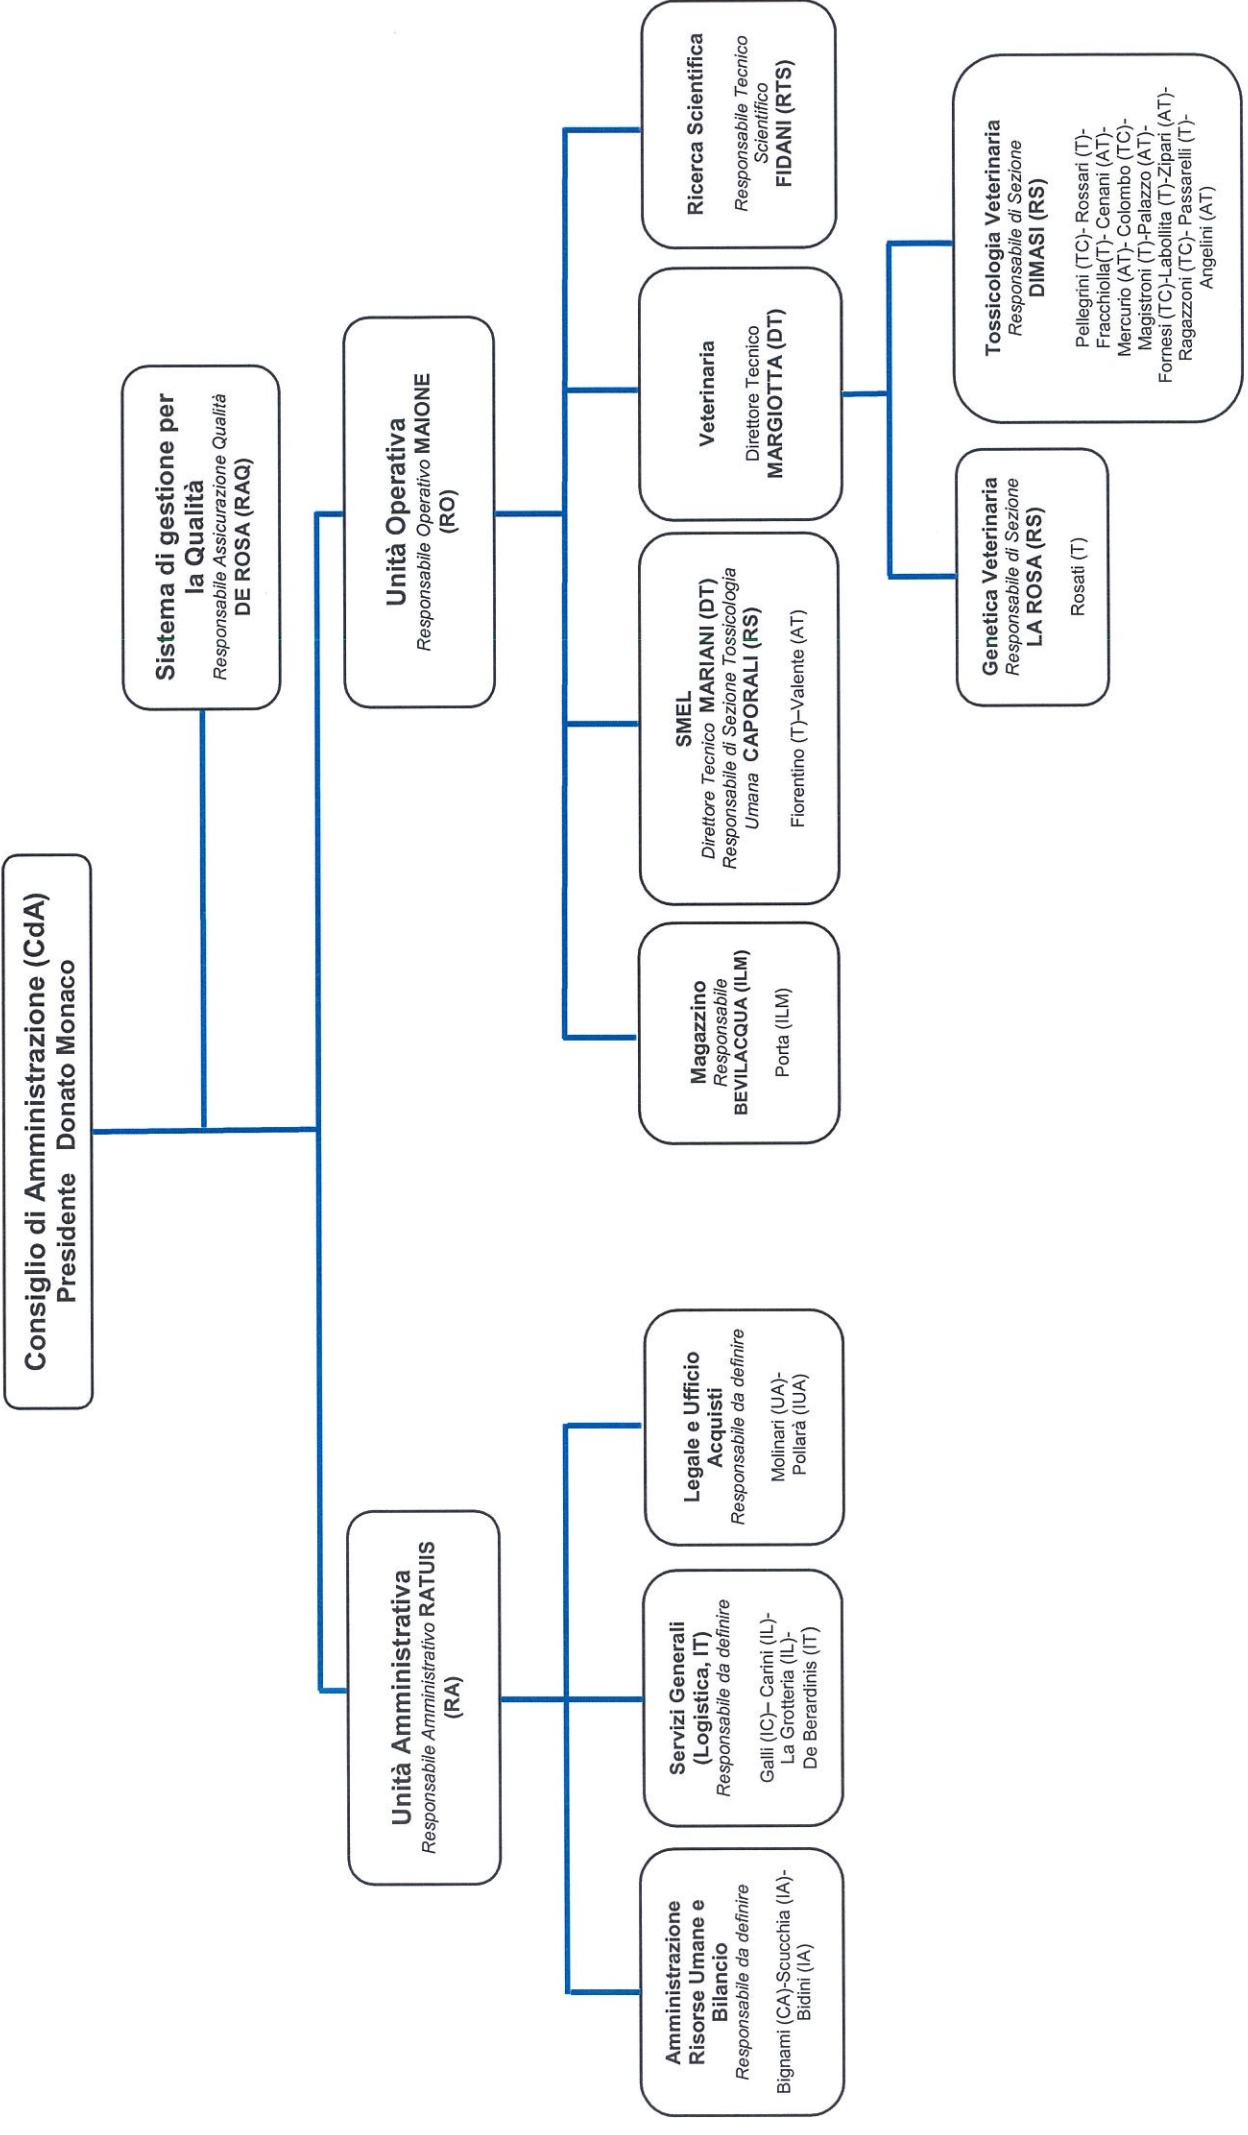 Consiglio di Amministrazione (CdA)
Presidente Donato Monaco
Sistema di gestione per
la Qualità
Responsabile Assicurazione Qualità
DE ROSA (RAQ)
Unità Amministrativa
Responsabile Amministrativo RATUIS
(RA)
Unità Operativa
Responsabile Operativo MAIONE
(RO)
Amministrazione
Risorse Umane e
Bilancio
Responsabile da definire
Bignami (CA)-Scucchia (IA)-
Bidini (IA)
Servizi Generali
(Logistica, IT)
Responsabile da definire
Galli (IC)– Carini (IL)-
La Grotteria (IL)-
De Berardinis (IT)
Legale e Ufficio
Acquisti
Responsabile da definire
Molinari (UA)-
Pollarà (IUA)
Magazzino
Responsabile
BEVILACQUA (ILM)
Porta (ILM)
SMEL
Direttore Tecnico MARIANI (DT)
Responsabile di Sezione Tossicologia
Umana CAPORALI (RS)
Fiorentino (T)–Valente (AT)
Veterinaria
Direttore Tecnico
MARGIOTTA (DT)
Ricerca Scientifica
Responsabile Tecnico
Scientifico
FIDANI (RTS)
Genetica Veterinaria
Responsabile di Sezione
LA ROSA (RS)
Rosati (T)
Tossicologia Veterinaria
Responsabile di Sezione
DIMASI (RS)
Pellegrini (TC)- Rossari (T)-
Fracchiolla(T)- Cenani (AT)-
Mercurio (AT)- Colombo (TC)-
Magistroni (T)-Palazzo (AT)-
Fornesi (TC)-Labollita (T)-Zipari (AT)-
Ragazzoni (TC)- Passarelli (T)-
Angelini (AT)